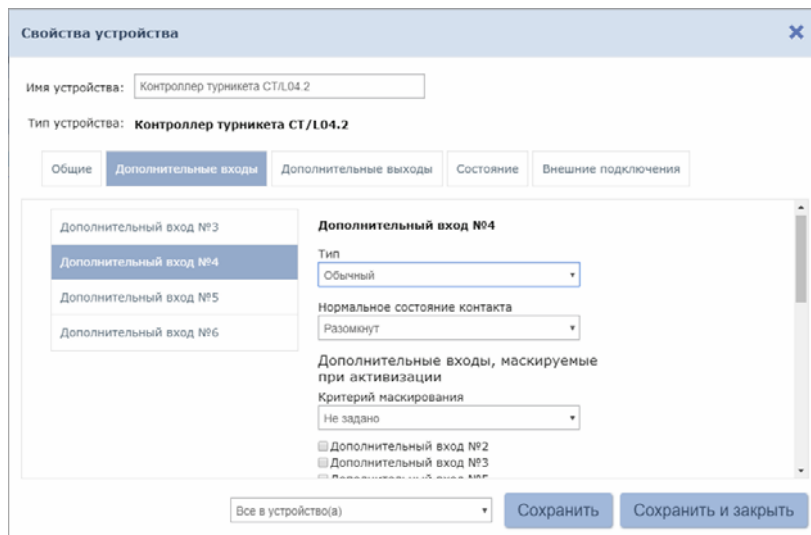 Свойства устройства
Имя устройства: Контроллер турникета CT/L04.2
Тип устройства: Контроллер турникета CT/L04.2
Общие Дополнительные входы Дополнительные выходы Состояние Внешние подключения
Дополнительный вход №3
Дополнительный вход №4
Дополнительный вход №5
Дополнительный вход №6
Дополнительный вход №4
Тип
Обычный
Нормальное состояние контакта
Разомкнут
Дополнительные входы, маскируемые
при активизации
Критерий маскирования
Не задано
Дополнительный вход №2
Дополнительный вход №3
Дополнительный вход №5
Все в устройство(а)
Сохранить
Сохранить и закрыть